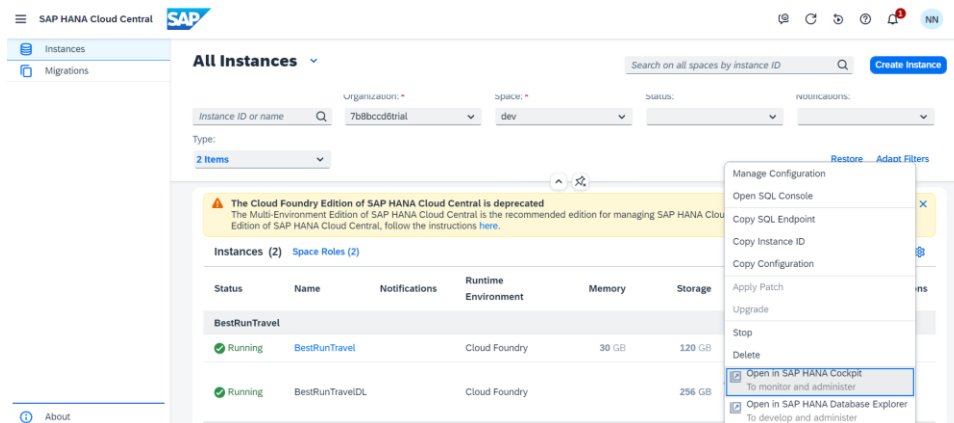 SAP HANA Cloud Central
SAP
1
NN
Instances
Migrations
All Instances
Search on all spaces by instance ID
Create Instance
Organization: *
Space: *
Status:
Notifications:
Instance ID or name
7b8bccd6trial
dev
Type:
2 Items
Restore
Adapt Filters
The Cloud Foundry Edition of SAP HANA Cloud Central is deprecated
The Multi-Environment Edition of SAP HANA Cloud Central is the recommended edition for managing SAP HANA Clou
Edition of SAP HANA Cloud Central, follow the instructions here.
Instances (2)
Space Roles (2)
Status
Name
Notifications
Runtime
Environment
Memory
Storage
ns
BestRunTravel
Running
BestRunTravel
Cloud Foundry
30 GB
120 GB
Running
BestRunTravelDL
Cloud Foundry
256 GB
Manage Configuration
Open SQL Console
Copy SQL Endpoint
Copy Instance ID
Copy Configuration
Apply Patch
Upgrade
Stop
Delete
Open in SAP HANA Cockpit
To monitor and administer
Open in SAP HANA Database Explorer
To develop and administer
About